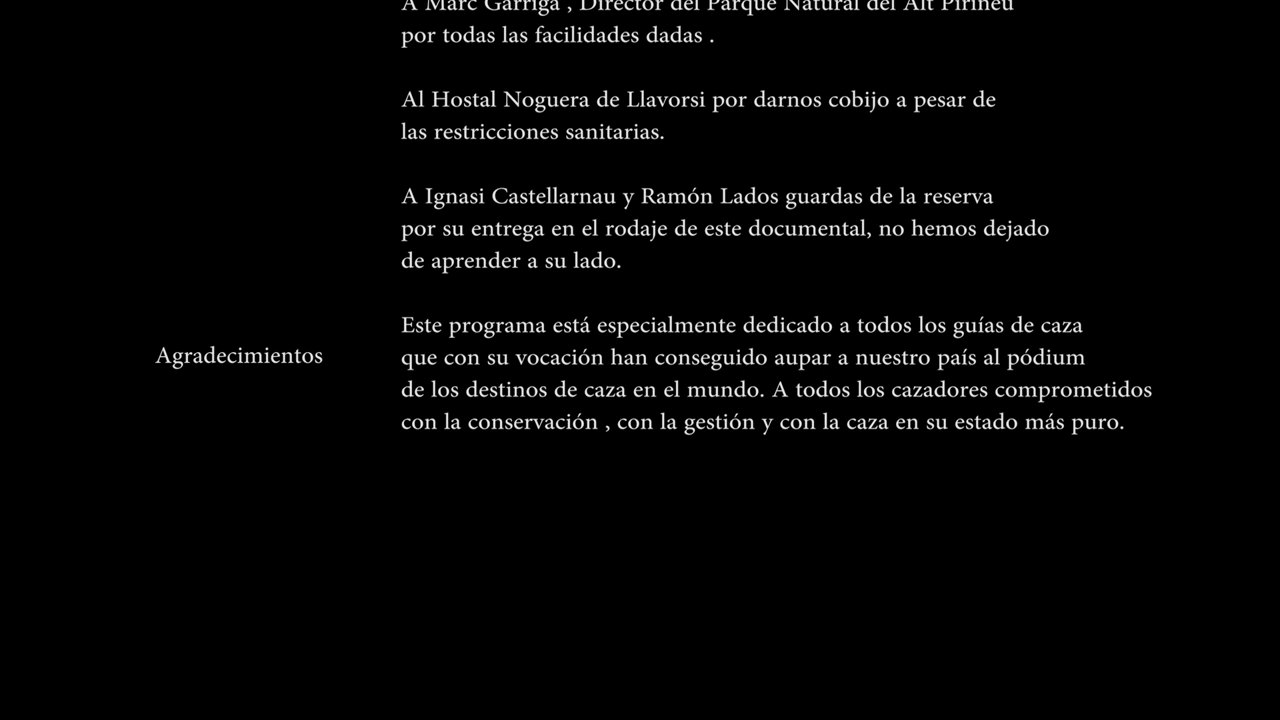 A Marc Garriga , Director del Parque Natural del Alt Pirineu
por todas las facilidades dadas .
Al Hostal Noguera de Llavorsi por darnos cobijo a pesar de
las restricciones sanitarias.
A Ignasi Castellarnau y Ramón Lados guardas de la reserva
por su entrega en el rodaje de este documental, no hemos dejado
de aprender a su lado.
Agradecimientos
Este programa está especialmente dedicado a todos los guías de caza
que con su vocación han conseguido aupar a nuestro país al pódium
de los destinos de caza en el mundo. A todos los cazadores comprometidos
con la conservación , con la gestión y con la caza en su estado más puro.